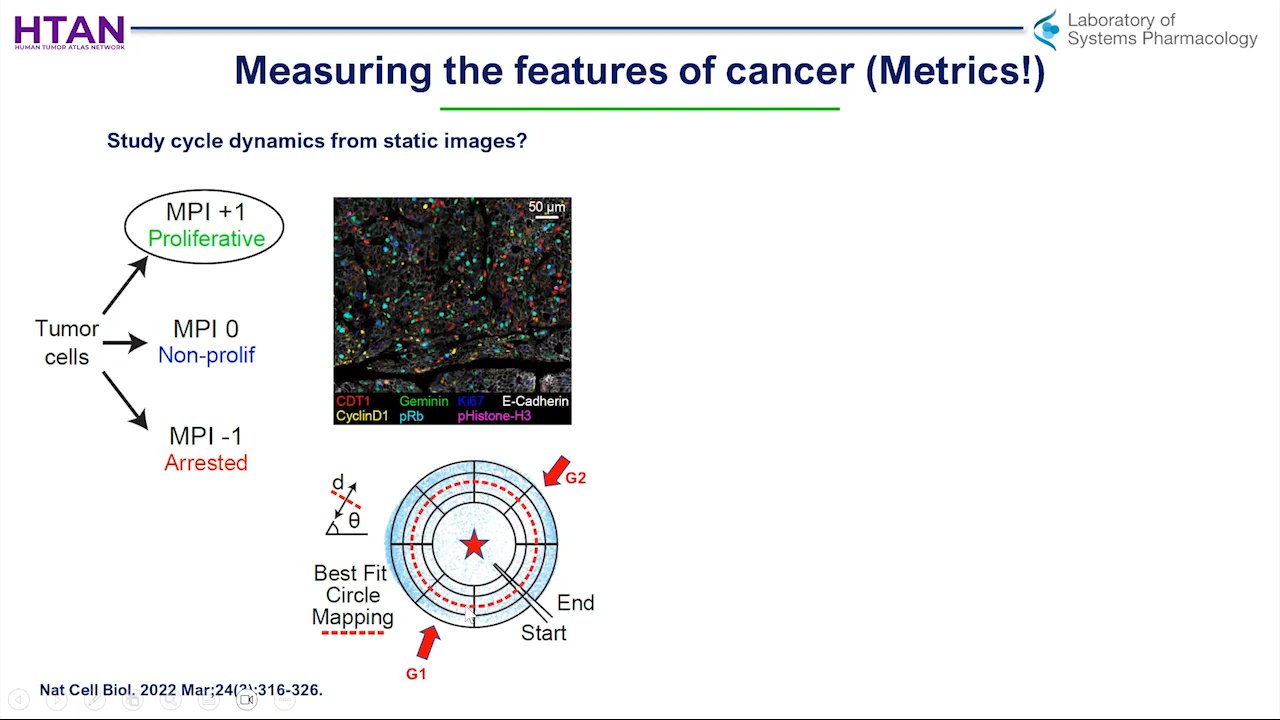 HTAN
HUMAN TUMOR ATLAS NETWORK
Laboratory of
Systems Pharmacology
Measuring the features of cancer (Metrics!)
Study cycle dynamics from static images?
MPI +1
Proliferative
Tumor
cells
MPI 0
Non-prolif
MPI -1
Arrested
50 μm
CDT1 Geminin Ki67 E-Cadherin
CyclinD1 pRb pHistone-H3
d
θ
G2
Best Fit
Circle
Mapping
End
Start
G1
Nat Cell Biol. 2022 Mar;24(3):316-326.